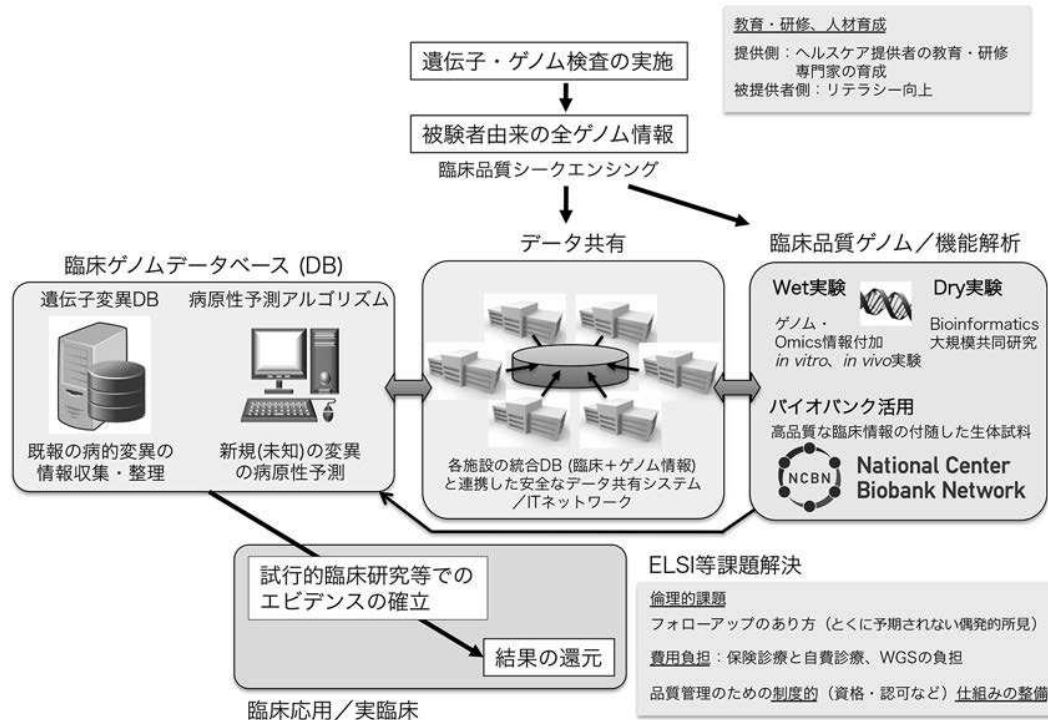 教育・研修、人材育成
提供側：ヘルスケア提供者の教育・研修
専門家の育成
被提供者側：リテラシー向上
遺伝子・ゲノム検査の実施
被験者由来の全ゲノム情報
臨床品質シークエンシング
臨床ゲノムデータベース (DB)
遺伝子変異DB
病原性予測アルゴリズム
既報の病的変異の
情報収集・整理
新規(未知)の変異
の病原性予測
データ共有
各施設の統合DB (臨床＋ゲノム情報)
と連携した安全なデータ共有システム
／ITネットワーク
臨床品質ゲノム／機能解析
Wet実験
Dry実験
ゲノム・
Omics情報付加
in vitro、in vivo実験
Bioinformatics
大規模共同研究
バイオバンク活用
高品質な臨床情報の付随した生体試料
NCBN
National Center
Biobank Network
試行的臨床研究等での
エビデンスの確立
結果の還元
臨床応用／実臨床
ELSI等課題解決
倫理的課題
フォローアップのあり方（とくに予期されない偶発的所見）
費用負担：保険診療と自費診療、WGSの負担
品質管理のための制度的（資格・認可など）仕組みの整備